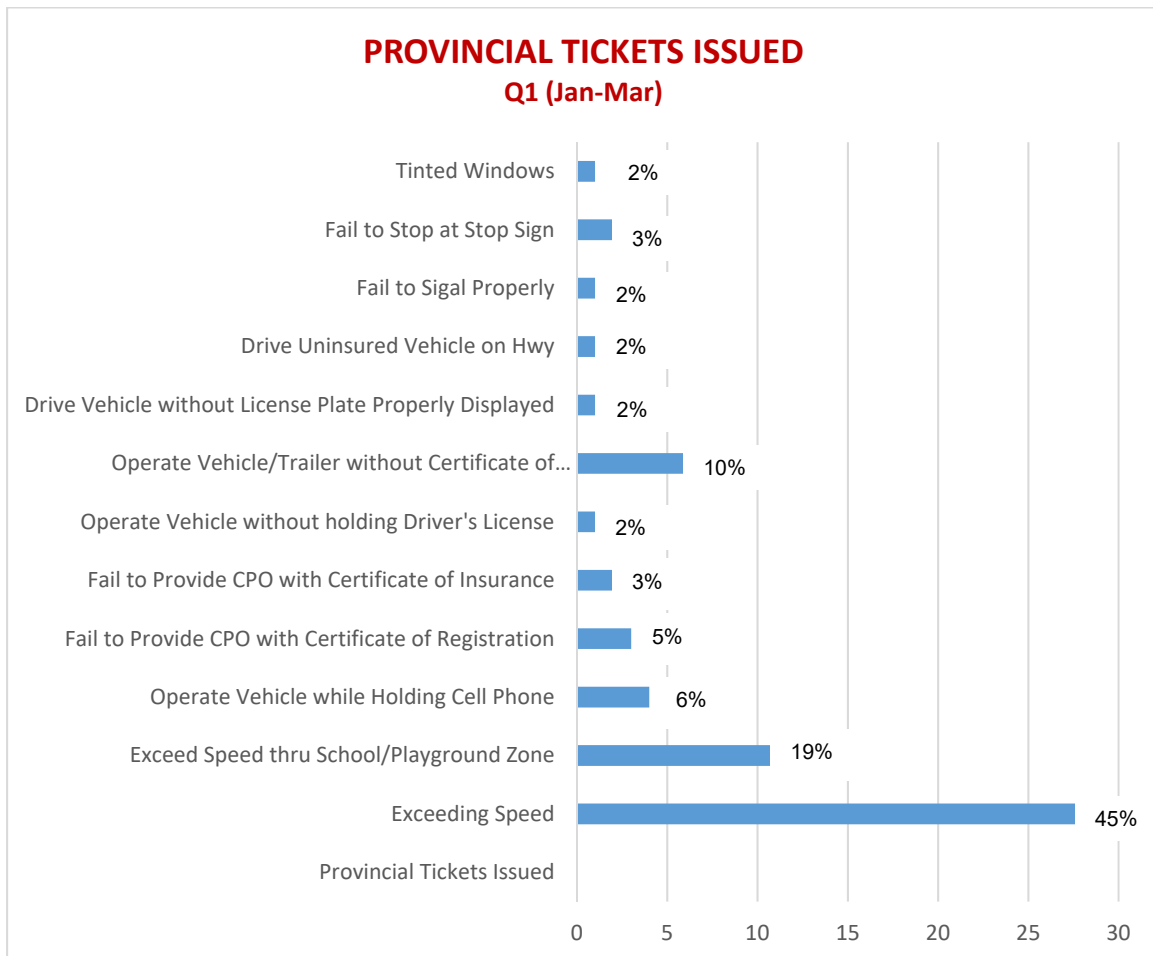 PROVINCIAL TICKETS ISSUED
Q1 (Jan-Mar)
Tinted Windows 2%
Fail to Stop at Stop Sign 3%
Fail to Sigal Properly 2%
Drive Uninsured Vehicle on Hwy 2%
Drive Vehicle without License Plate Properly Displayed 2%
Operate Vehicle/Trailer without Certificate of... 10%
Operate Vehicle without holding Driver's License 2%
Fail to Provide CPO with Certificate of Insurance 3%
Fail to Provide CPO with Certificate of Registration 5%
Operate Vehicle while Holding Cell Phone 6%
Exceed Speed thru School/Playground Zone 19%
Exceeding Speed 45%
Provincial Tickets Issued
0 5 10 15 20 25 30